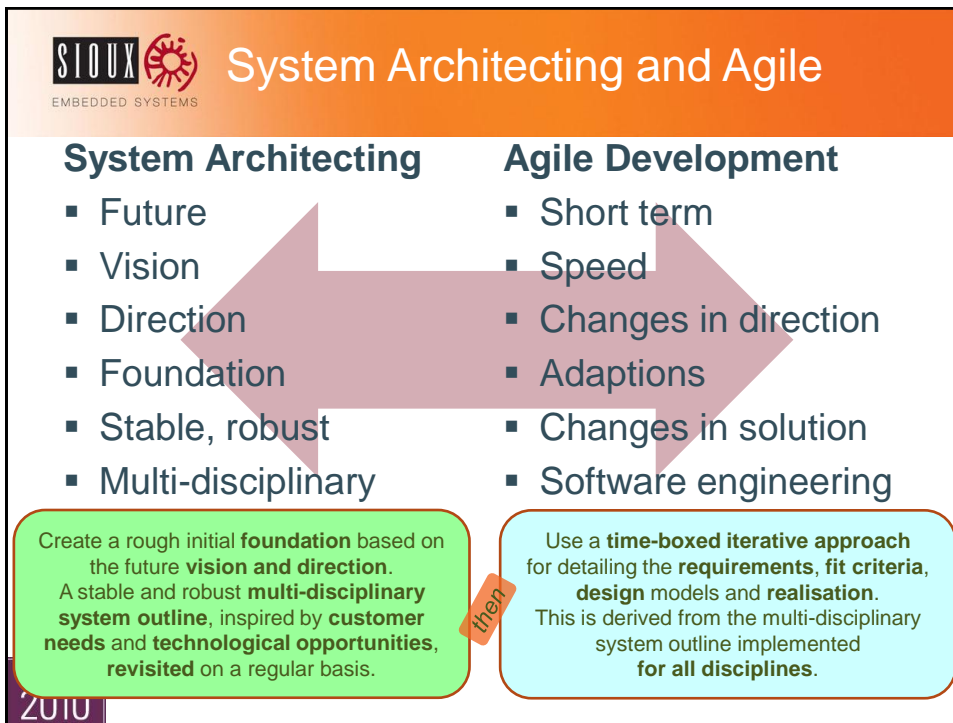 SIOUX
EMBEDDED SYSTEMS
System Architecting and Agile
System Architecting
▪ Future
▪ Vision
▪ Direction
▪ Foundation
▪ Stable, robust
▪ Multi-disciplinary
Agile Development
▪ Short term
▪ Speed
▪ Changes in direction
▪ Adaptions
▪ Changes in solution
▪ Software engineering
Create a rough initial foundation based on
the future vision and direction.
A stable and robust multi-disciplinary
system outline, inspired by customer
needs and technological opportunities,
revisited on a regular basis.
then
Use a time-boxed iterative approach
for detailing the requirements, fit criteria,
design models and realisation.
This is derived from the multi-disciplinary
system outline implemented
for all disciplines.
2010